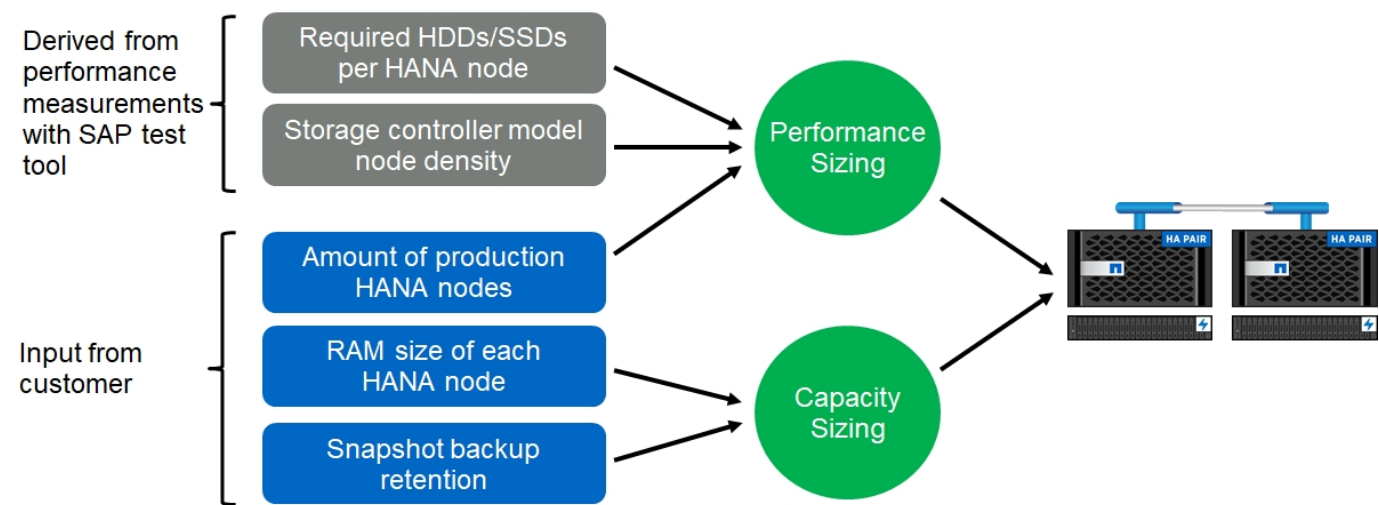 Derived from
performance
measurements
with SAP test
tool
Required HDDs/SSDs
per HANA node
Storage controller model
node density
Performance
Sizing
HA PAIR
HA PAIR
Input from
customer
Amount of production
HANA nodes
RAM size of each
HANA node
Snapshot backup
retention
Capacity
Sizing